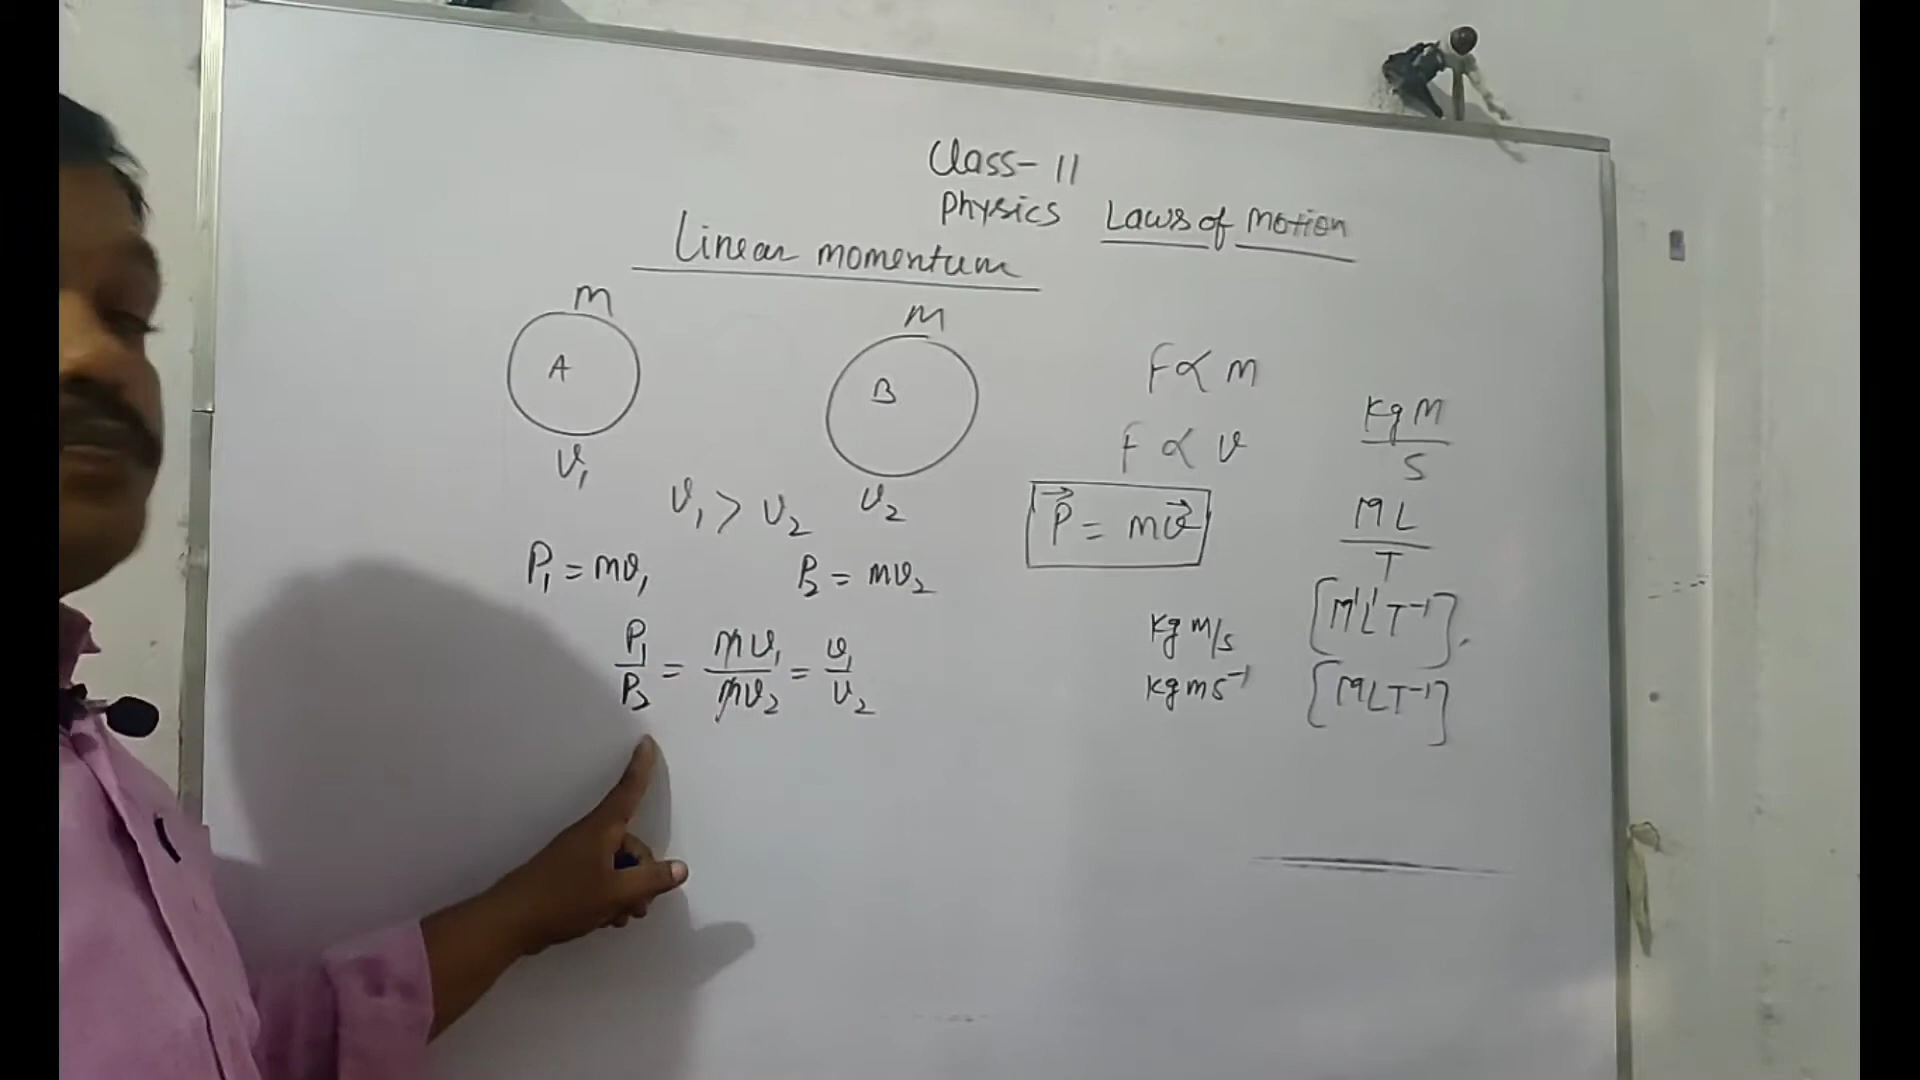 Class-11
Physics Laws of Motion
Linear momentum
m
A
v₁
m
B
v₂
v₁ > v₂
P₁ = mv₁
P₂ = mv₂
P₁/P₂ = mv₁/mv₂ = v₁/v₂
F ∝ m
F ∝ v
P⃗ = mv⃗
kg m/s
kg m s⁻¹
kg M/S
ML/T
[M¹L¹T⁻¹],
[MLT⁻¹]